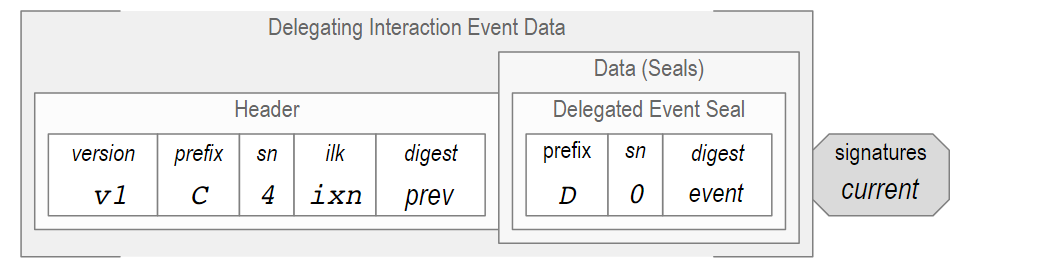 Delegating Interaction Event Data
Data (Seals)
Header
Delegated Event Seal
version prefix sn ilk digest
v1 C 4 ixn prev
prefix sn digest
D 0 event
signatures
current